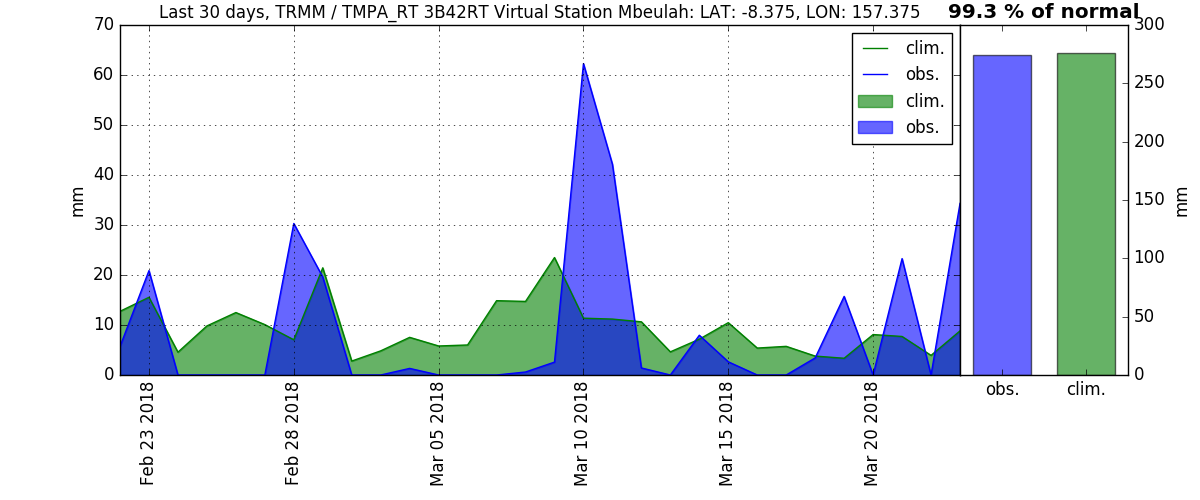 Last 30 days, TRMM / TMPA_RT 3B42RT Virtual Station Mbeulah: LAT: -8.375, LON: 157.375
99.3 % of normal
70
60
50
40
30
20
10
0
mm
clim.
obs.
clim.
obs.
300
250
200
150
100
50
0
mm
obs.
clim.
Feb 23 2018
Feb 28 2018
Mar 05 2018
Mar 10 2018
Mar 15 2018
Mar 20 2018